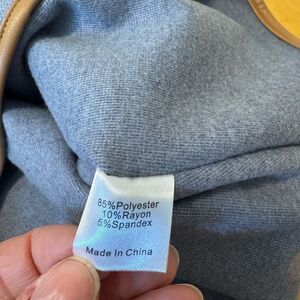 85%Polyester
10%Rayon
5%Spandex
Made in China